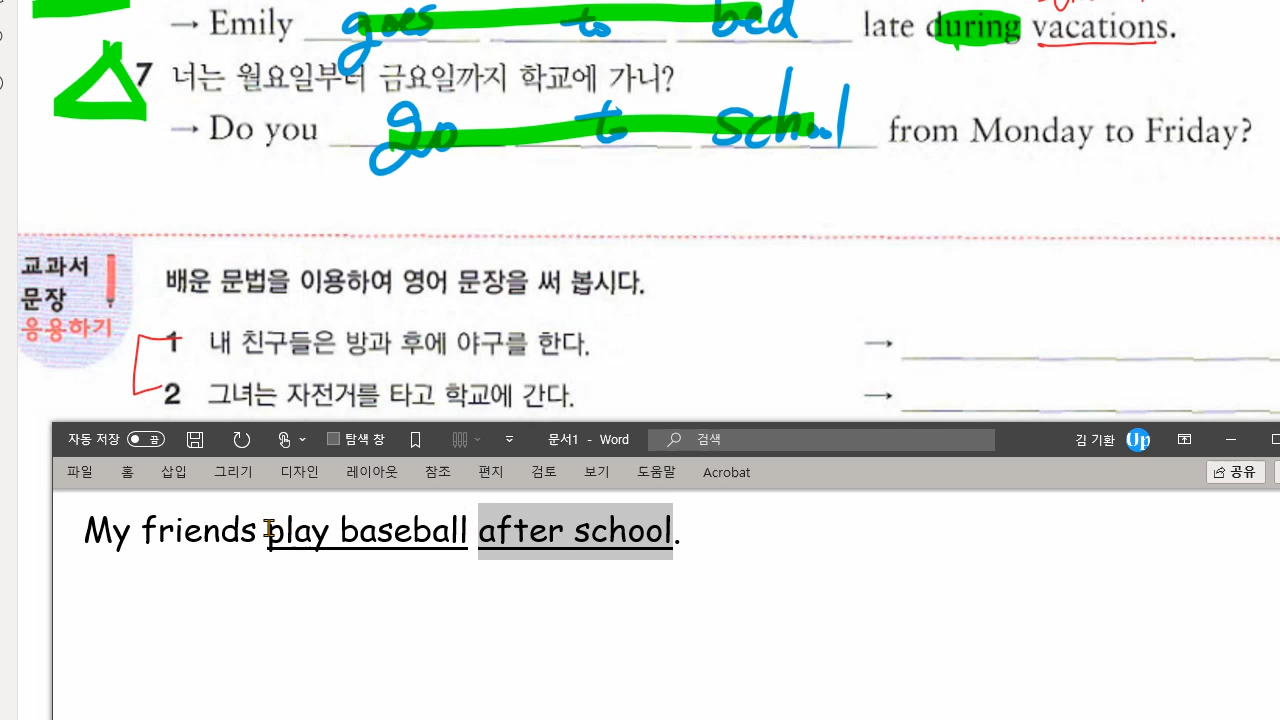 → Emily goes to bed late during vacations.
7 너는 월요일부터 금요일까지 학교에 가니?
→ Do you go to school from Monday to Friday?
교과서
문장
응용하기
배운 문법을 이용하여 영어 문장을 써 봅시다.
1 내 친구들은 방과 후에 야구를 한다. →
2 그녀는 자전거를 타고 학교에 간다. →
자동 저장 끔 탐색 창 문서1 - Word 검색 김 기환 Up
파일 홈 삽입 그리기 디자인 레이아웃 참조 편지 검토 보기 도움말 Acrobat 공유
My friends play baseball after school.